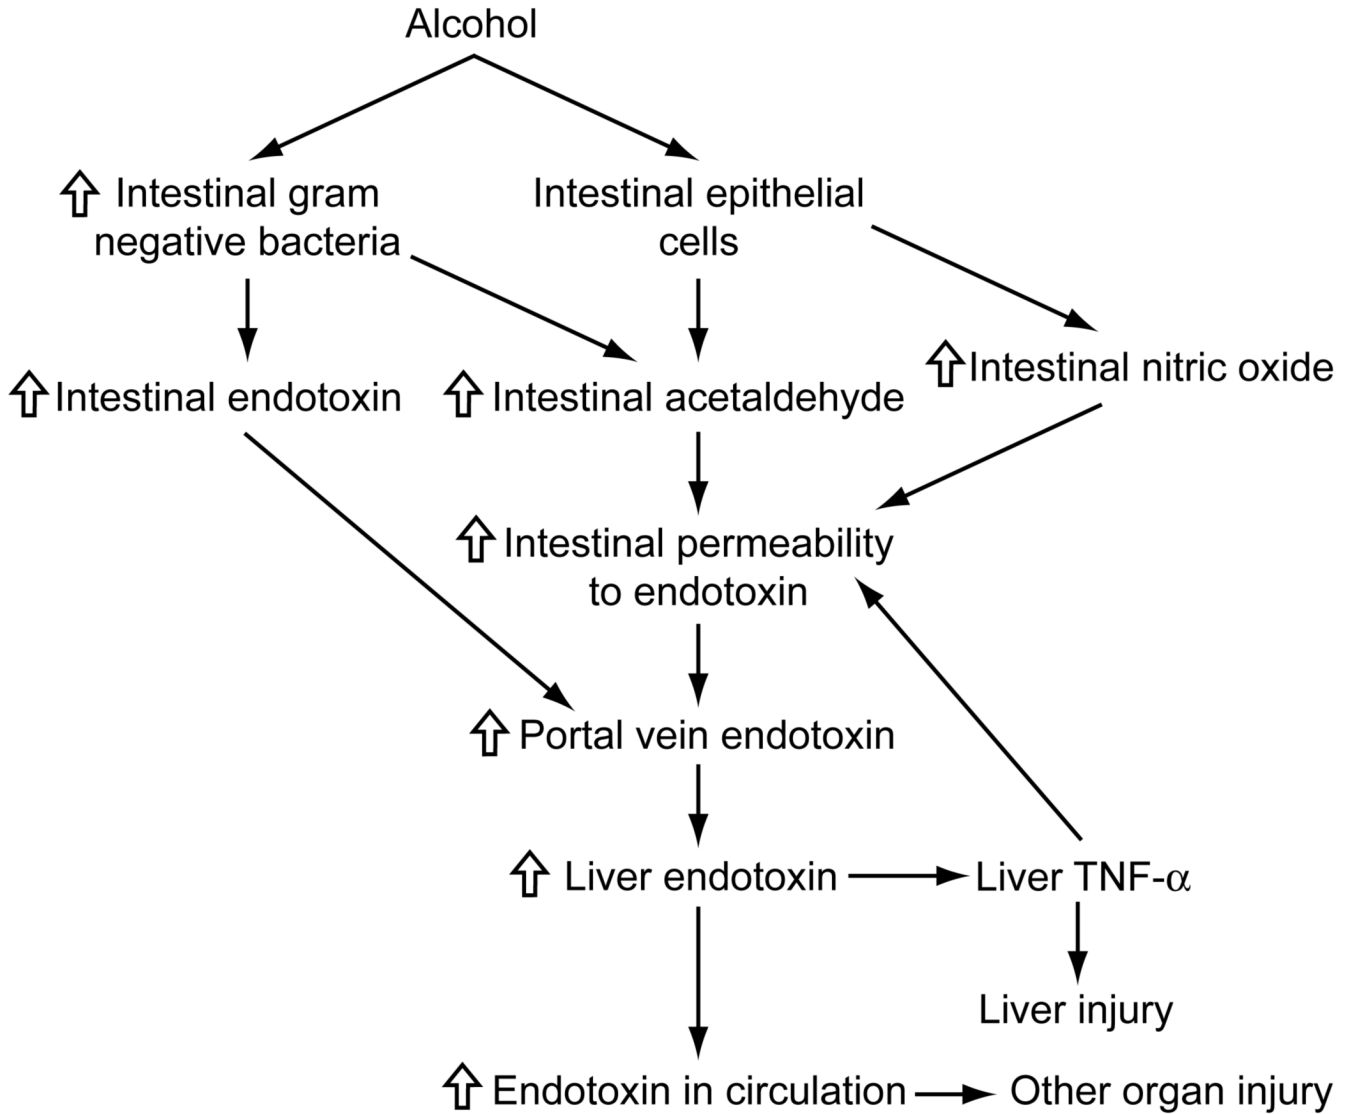 Alcohol
Intestinal gram
negative bacteria
Intestinal epithelial
cells
Intestinal nitric oxide
Intestinal endotoxin
Intestinal acetaldehyde
Intestinal permeability
to endotoxin
Portal vein endotoxin
Liver endotoxin
Liver TNF-α
Liver injury
Endotoxin in circulation
Other organ injury